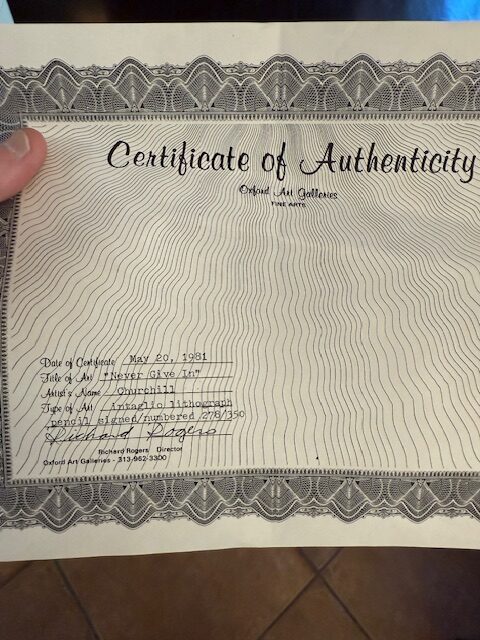 Certificate of Authenticity
Oxford Art Galleries
FINE ARTS
Date of Certificate May 20, 1981
Title of Art "Never Give In"
Artist's Name Churchill
Type of Art intaglio lithograph
pencil signed/numbered 278/350
Richard Rogers
Richard Rogers Director
Oxford Art Galleries - 313-962-3300